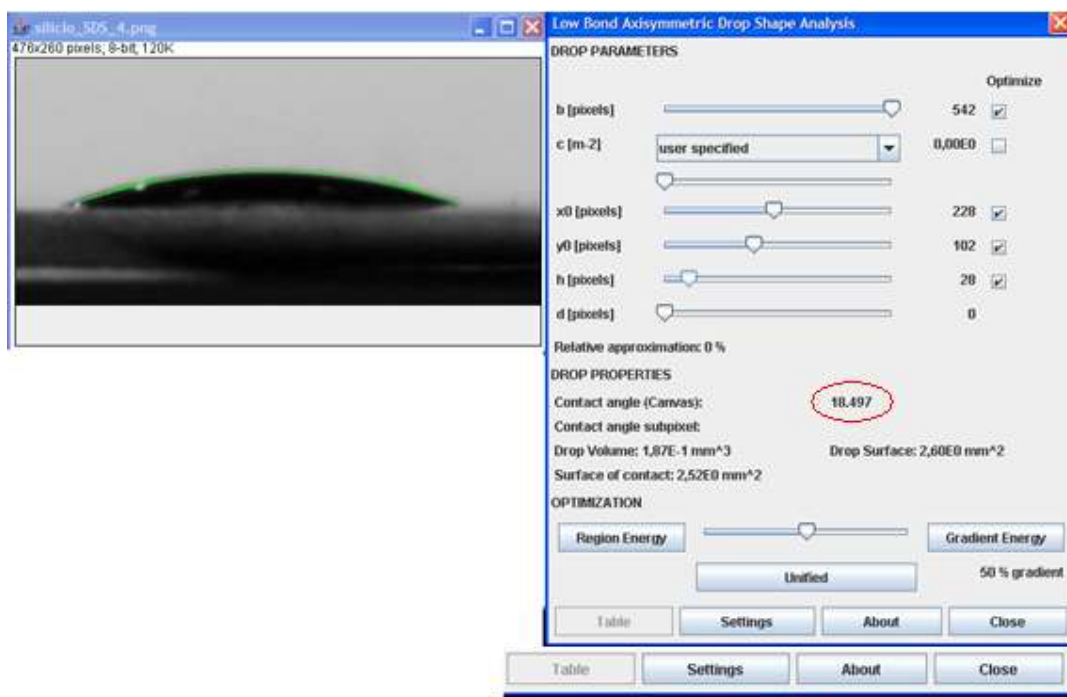 silicio_SDS_4.png
476x260 pixels, 8-bit, 120K
Low Bond Axisymmetric Drop Shape Analysis
DROP PARAMETERS
Optimize
b [pixels] 542
c [m-2] user specified 0,00E0
x0 [pixels] 228
y0 [pixels] 102
h [pixels] 28
d [pixels] 0
Relative approximation: 0 %
DROP PROPERTIES
Contact angle (Canvas): 18.497
Contact angle subpixel:
Drop Volume: 1,87E-1 mm^3 Drop Surface: 2,60E0 mm^2
Surface of contact: 2,52E0 mm^2
OPTIMIZATION
Region Energy Gradient Energy
Unified 50 % gradient
Table Settings About Close
Table Settings About Close